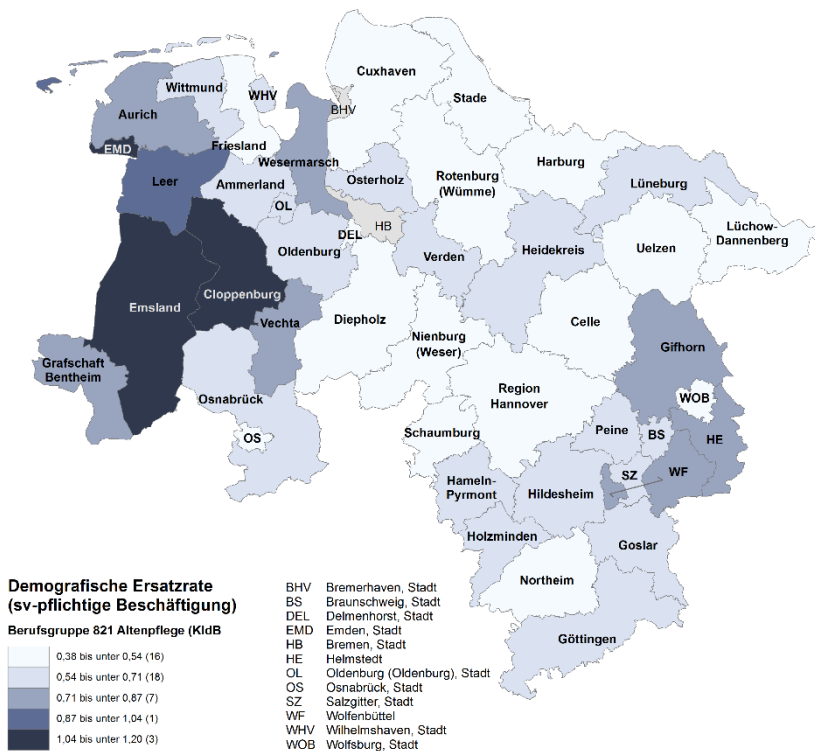 Cuxhaven
Wittmund
WHV
BHV
Stade
Aurich
EMD
Friesland
Wesermarsch
Harburg
Leer
Ammerland
Osterholz
Rotenburg
(Wümme)
Lüneburg
OL
DEL
HB
Lüchow-
Dannenberg
Oldenburg
Verden
Heidekreis
Uelzen
Cloppenburg
Emsland
Vechta
Diepholz
Celle
Nienburg
(Weser)
Gifhorn
Grafschaft
Bentheim
Osnabrück
Region
Hannover
WOB
OS
Schaumburg
Peine
BS
HE
SZ
WF
Hameln-
Pyrmont
Hildesheim
Holzminden
Goslar
Northeim
Göttingen
Demografische Ersatzrate
(sv-pflichtige Beschäftigung)
Berufsgruppe 821 Altenpflege (KldB
0,38 bis unter 0,54 (16)
0,54 bis unter 0,71 (18)
0,71 bis unter 0,87 (7)
0,87 bis unter 1,04 (1)
1,04 bis unter 1,20 (3)
BHV Bremerhaven, Stadt
BS Braunschweig, Stadt
DEL Delmenhorst, Stadt
EMD Emden, Stadt
HB Bremen, Stadt
HE Helmstedt
OL Oldenburg (Oldenburg), Stadt
OS Osnabrück, Stadt
SZ Salzgitter, Stadt
WF Wolfenbüttel
WHV Wilhelmshaven, Stadt
WOB Wolfsburg, Stadt